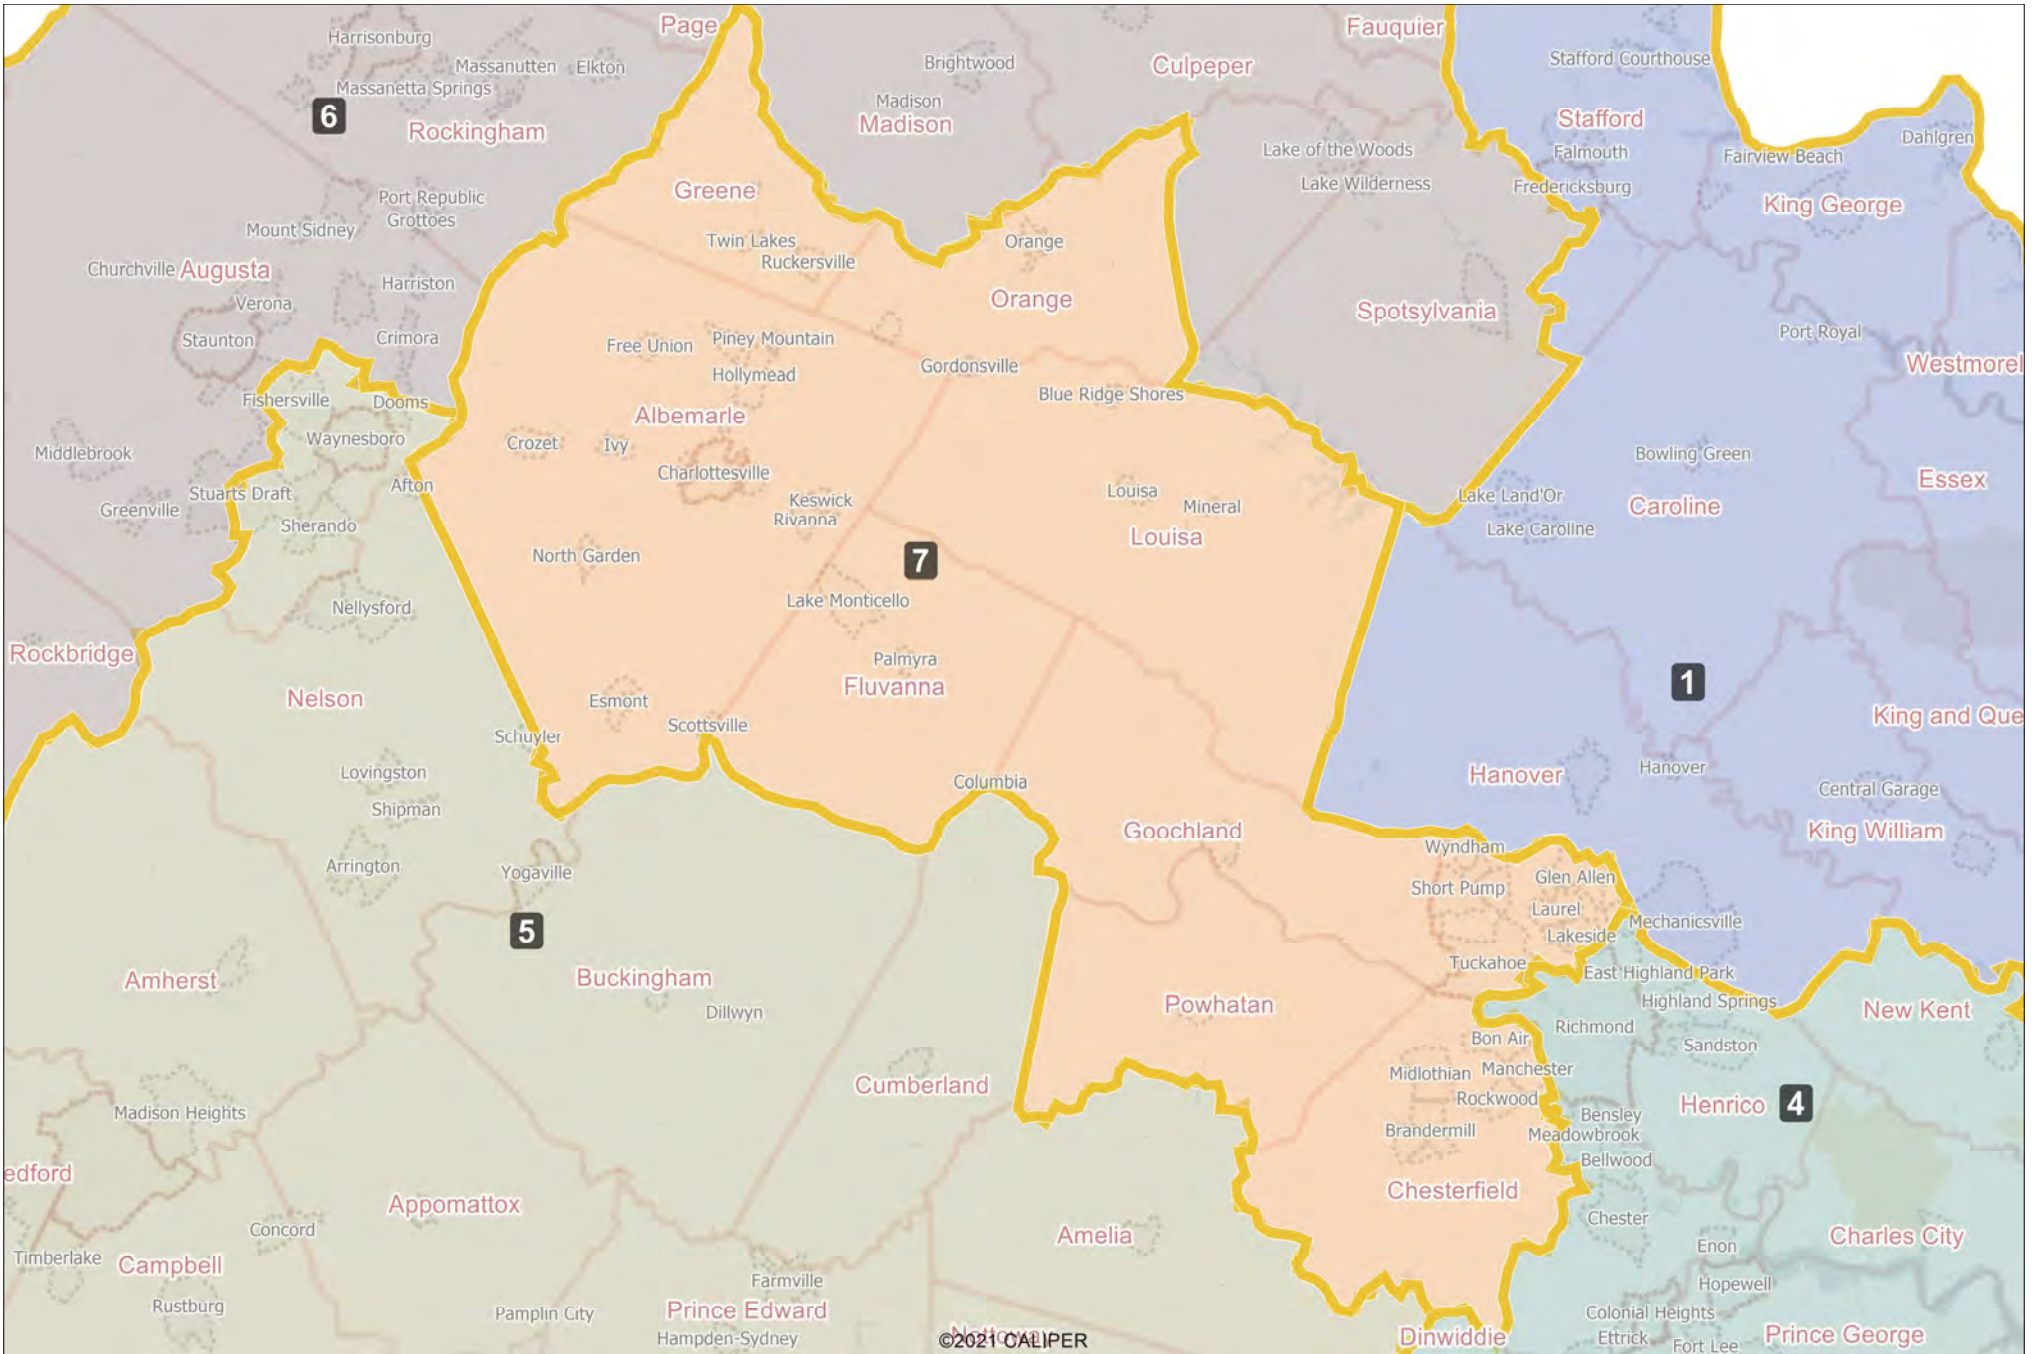 Page
Fauquier
Harrisonburg
Massanutten
Elkton
Brightwood
Culpeper
Stafford Courthouse
Massanetta Springs
6
Rockingham
Madison
Madison
Stafford
Falmouth
Fairview Beach
Dahlgren
Lake of the Woods
Lake Wilderness
Fredericksburg
King George
Greene
Port Republic
Grottoes
Mount Sidney
Twin Lakes
Ruckersville
Orange
Orange
Churchville
Augusta
Harriston
Verona
Staunton
Crimora
Spotsylvania
Port Royal
Free Union
Piney Mountain
Hollymead
Gordonsville
Westmorel
Fishersville
Dooms
Blue Ridge Shores
Albemarle
Waynesboro
Crozet
Ivy
Charlottesville
Middlebrook
Bowling Green
Afton
Stuarts Draft
Greenville
Sherando
Keswick
Rivanna
Louisa
Mineral
Louisa
Lake Land'Or
Lake Caroline
Caroline
Essex
North Garden
7
Nellysford
Lake Monticello
Rockbridge
Palmyra
Fluvanna
1
Nelson
Esmont
Scottsville
Schuyler
King and Que
Lovingston
Shipman
Columbia
Hanover
Hanover
Central Garage
King William
Goochland
Wyndham
Arrington
Yogaville
Short Pump
Glen Allen
Laurel
Lakeside
Mechanicsville
5
Tuckahoe
East Highland Park
Highland Springs
Amherst
Buckingham
Dillwyn
Powhatan
Richmond
New Kent
Bon Air
Sandston
Cumberland
Midlothian
Manchester
Rockwood
Henrico
4
Madison Heights
Brandermill
Bensley
Meadowbrook
Bellwood
edford
Appomattox
Chesterfield
Chester
Concord
Amelia
Charles City
Timberlake
Campbell
Enon
Farmville
Hopewell
Rustburg
Pamplin City
Prince Edward
Colonial Heights
Hampden-Sydney
Nottoway
©2021 CALIPER
Dinwiddie
Ettrick
Fort Lee
Prince George